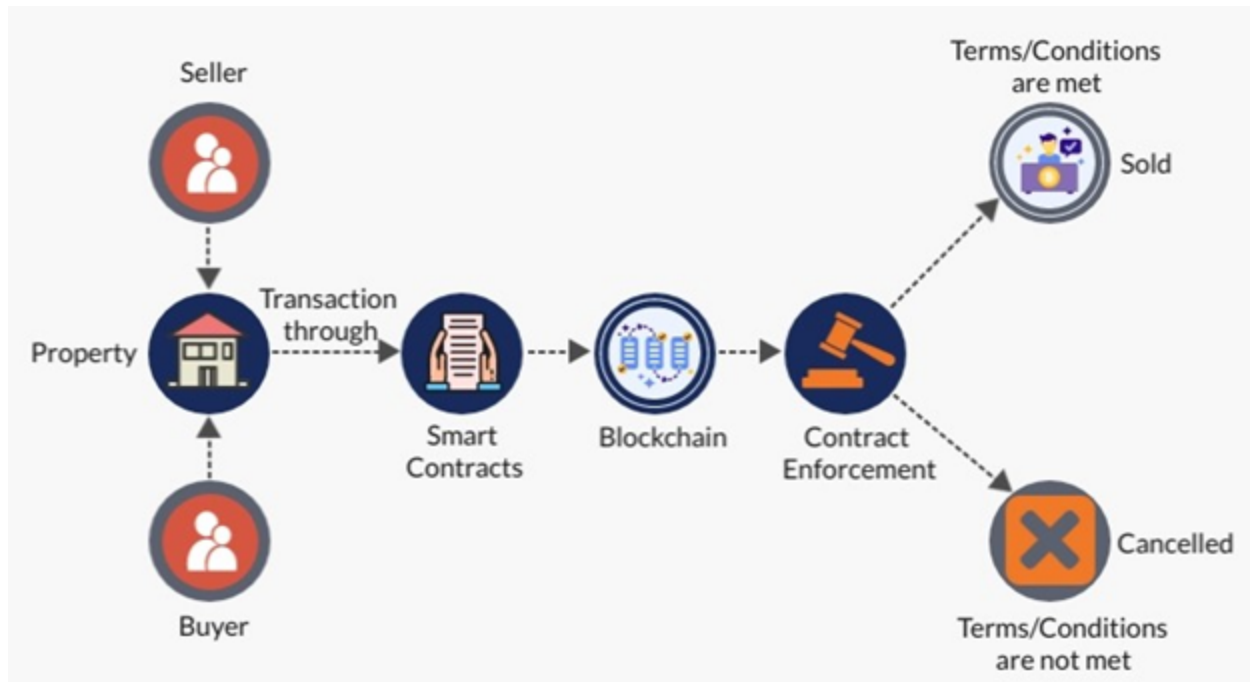 Seller
Terms/Conditions
are met
Sold
Property
Transaction
through
Smart
Contracts
Blockchain
Contract
Enforcement
Buyer
Cancelled
Terms/Conditions
are not met